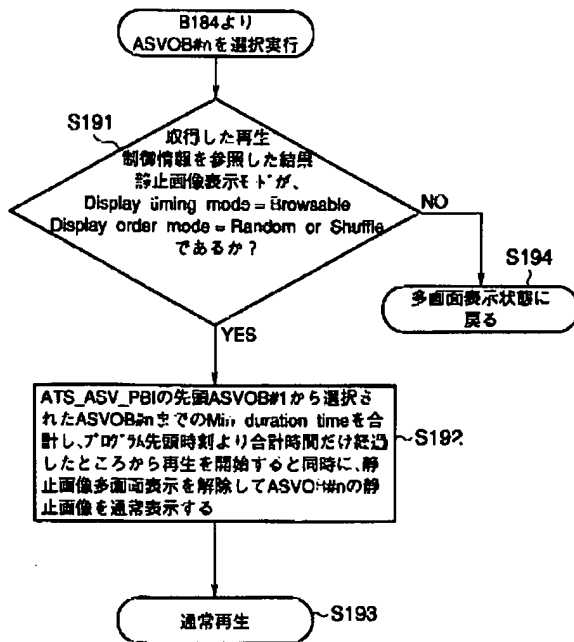 B184より
ASVOB#nを選択実行
S191
取得した再生
制御情報を参照した結果
静止画像表示モードが、
Display timing mode = Browsable
Display order mode = Random or Shuffle
であるか？
NO
S194
多画面表示状態に
戻る
YES
ATS_ASV_PBIの先頭ASVOB#1から選択さ
れたASVOB#nまでのMin duration timeを合
計し、プログラム先頭時刻より合計時間だけ経過
したところから再生を開始すると同時に、静
止画像多画面表示を解除してASVOB#nの静
止画像を通常表示する
S192
通常再生
S193